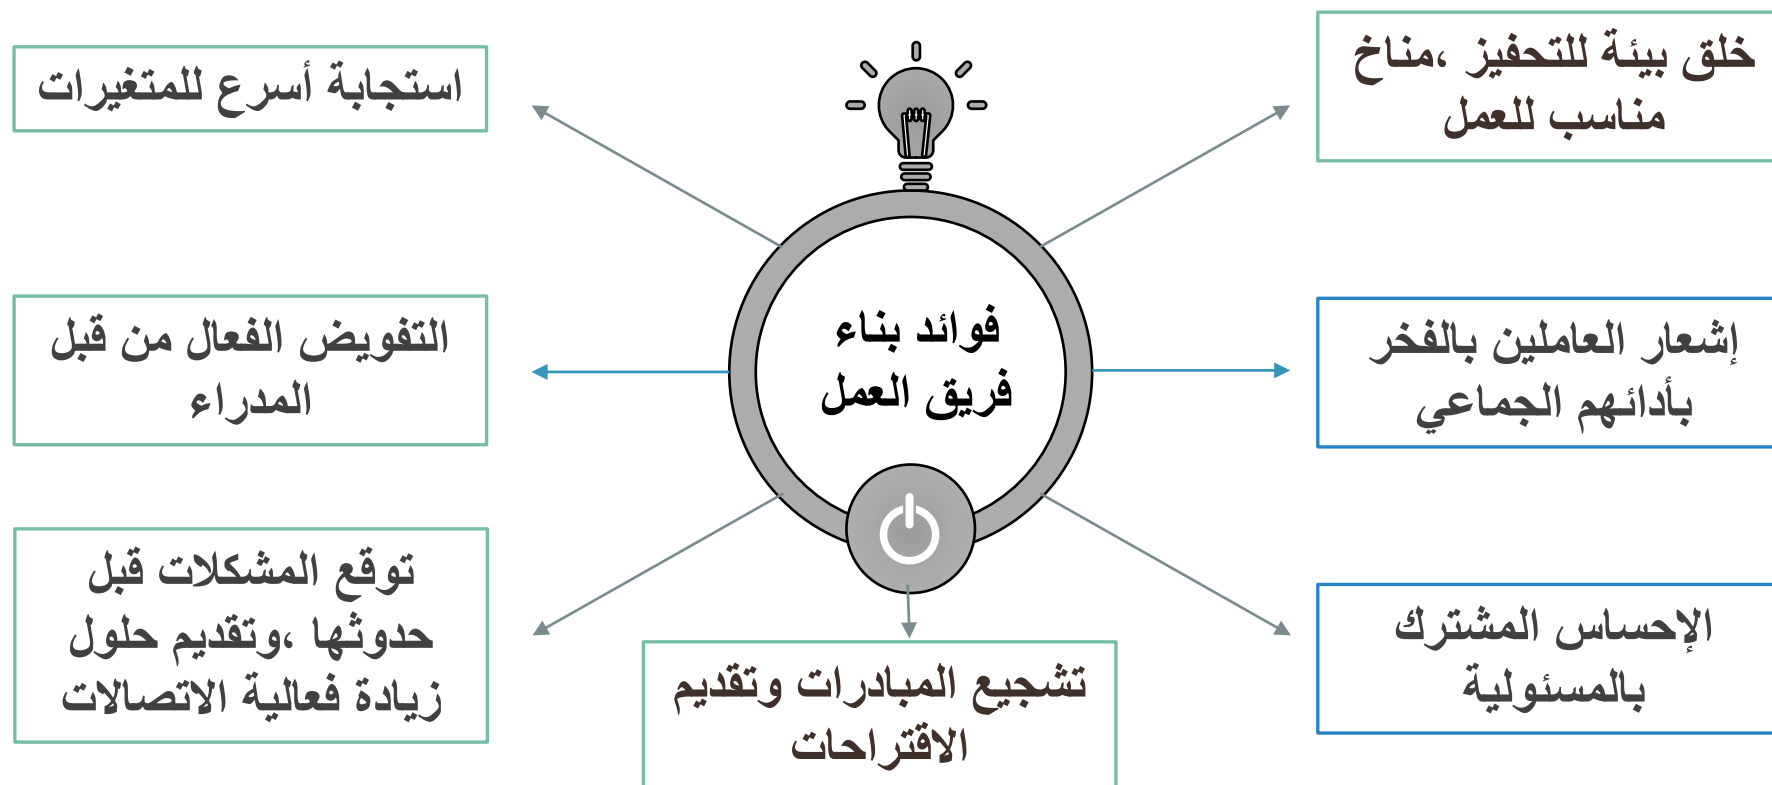 خلق بيئة للتحفيز ،مناخ
مناسب للعمل
استجابة أسرع للمتغيرات
فوائد بناء
فريق العمل
إشعار العاملين بالفخر
بأدائهم الجماعي
التفويض الفعال من قبل
المدراء
الإحساس المشترك
بالمسئولية
توقع المشكلات قبل
حدوثها ،وتقديم حلول
زيادة فعالية الاتصالات
تشجيع المبادرات وتقديم
الاقتراحات